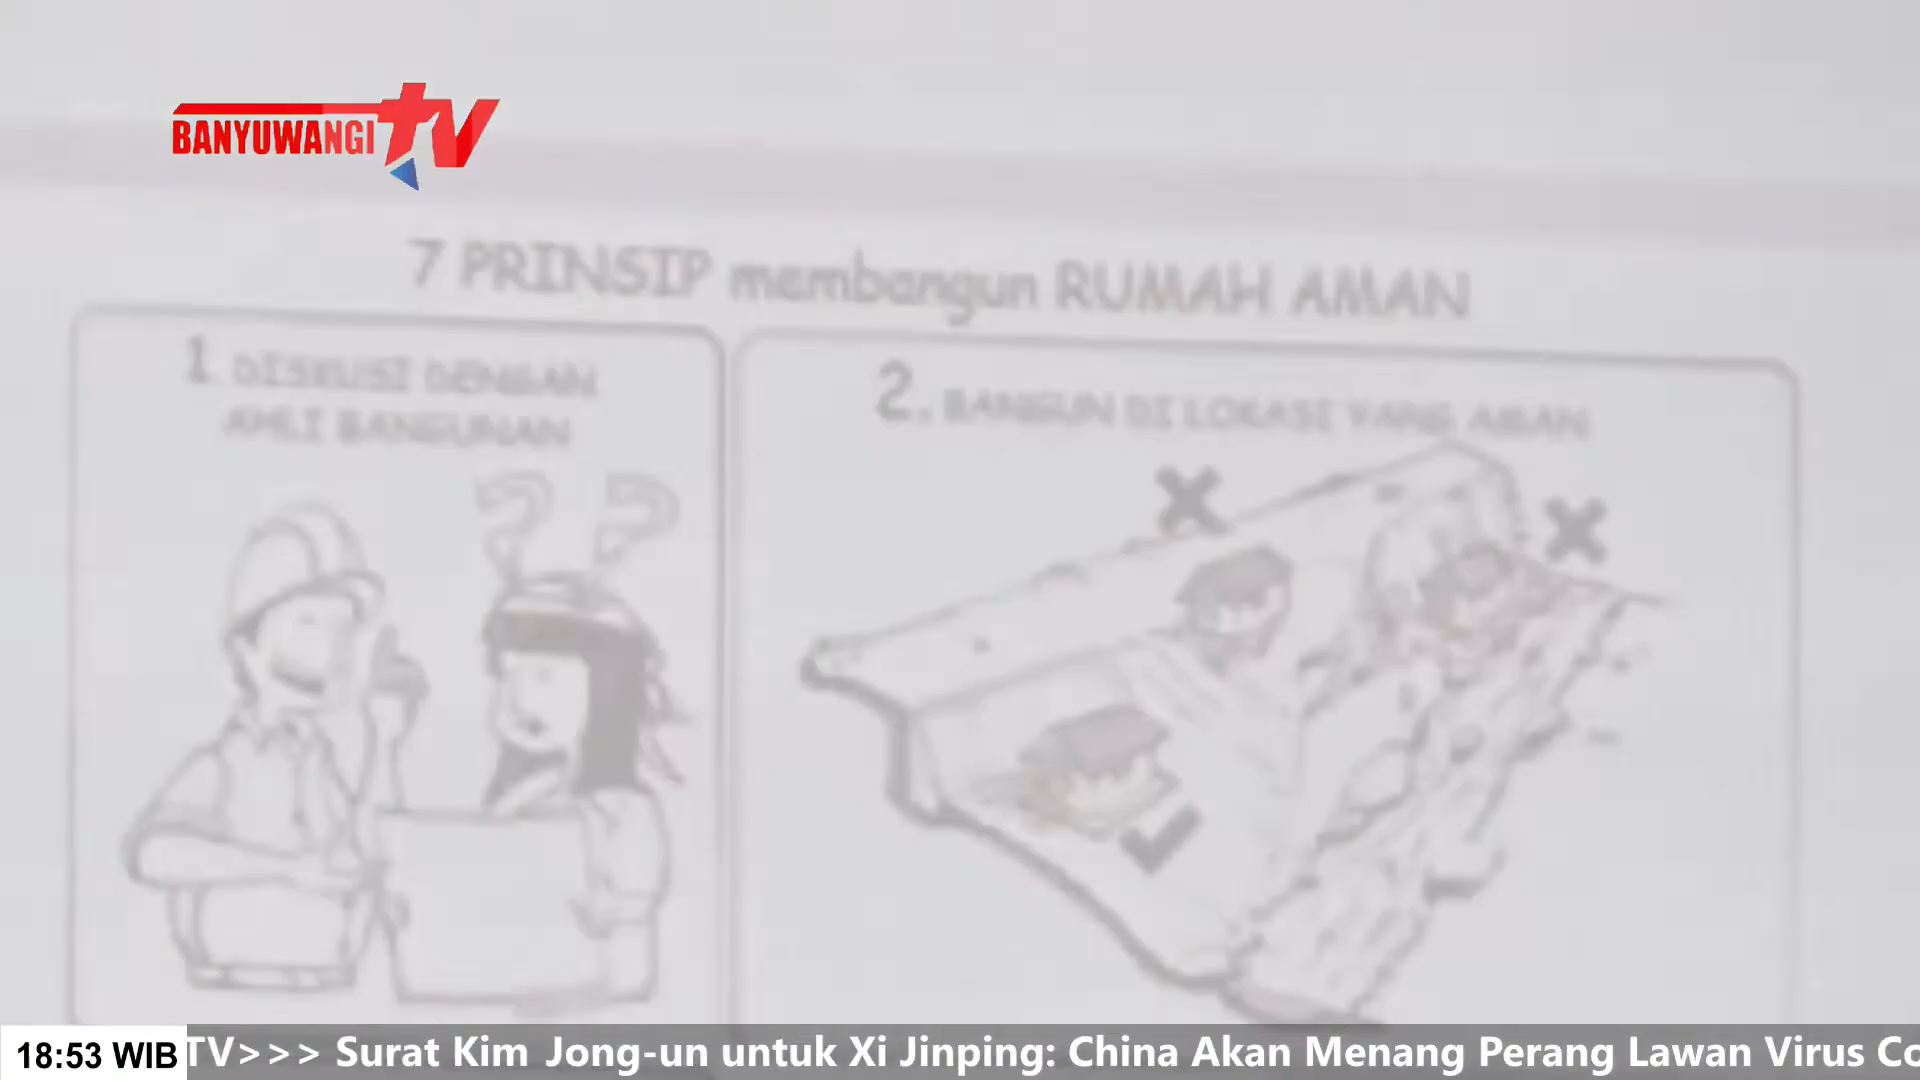 BANYUWANGI TV
7 PRINSIP membangun RUMAH AMAN
1. DISKUSI DENGAN
AHLI BANGUNAN
2. BANGUN DI LOKASI YANG AMAN
18:53 WIB
TV>>> Surat Kim Jong-un untuk Xi Jinping: China Akan Menang Perang Lawan Virus Co